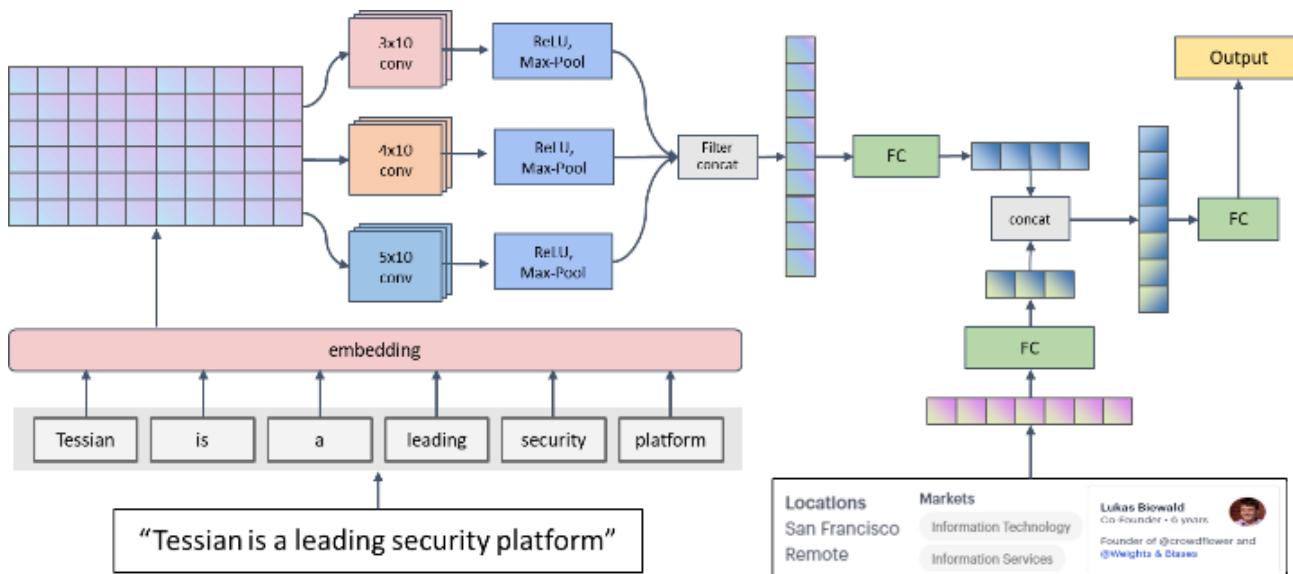 3x10
conv
ReLU,
Max-Pool
4x10
conv
ReLU,
Max-Pool
5x10
conv
ReLU,
Max-Pool
Filter
concat
FC
concat
FC
Output
FC
embedding
Tessian
is
a
leading
security
platform
“Tessian is a leading security platform”
Locations
San Francisco
Remote
Markets
Information Technology
Information Services
Lukas Biewald
Co-Founder • 6 years
Founder of @crowdflower and
@Weights & Biases